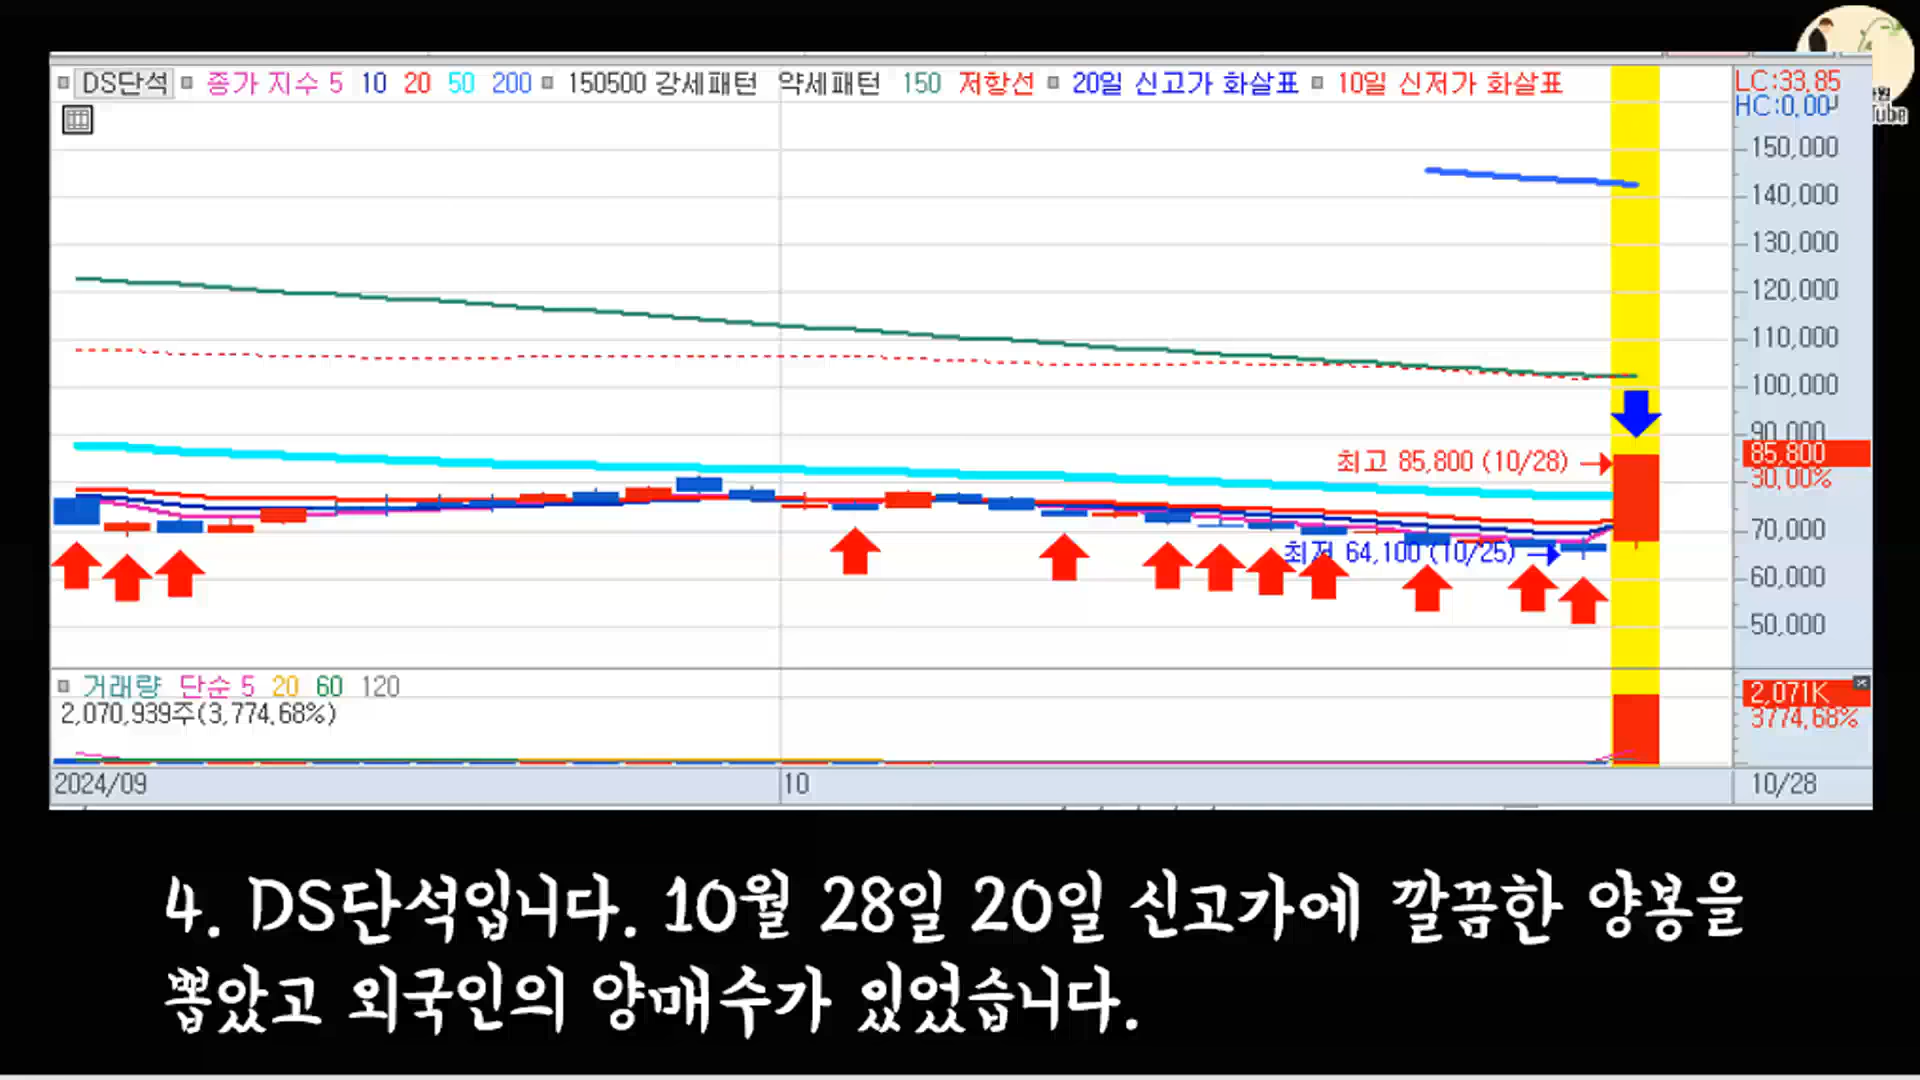 DS단석 종가 지수 5 10 20 50 200 150500 강세패턴 약세패턴 150 저항선 20일 신고가 화살표 10일 신저가 화살표
LC:33,85
HC:0,00
150,000
140,000
130,000
120,000
110,000
100,000
90,000
최고 85,800 (10/28)
85,800
30,00%
70,000
최저 64,100 (10/25)
60,000
50,000
거래량 단순 5 20 60 120
2,070,939주(3,774,68%)
2,071K
3774,68%
2024/09
10
10/28
4. DS단석입니다. 10월 28일 20일 신고가에 깔끔한 양봉을
뽑았고 외국인의 양매수가 있었습니다.